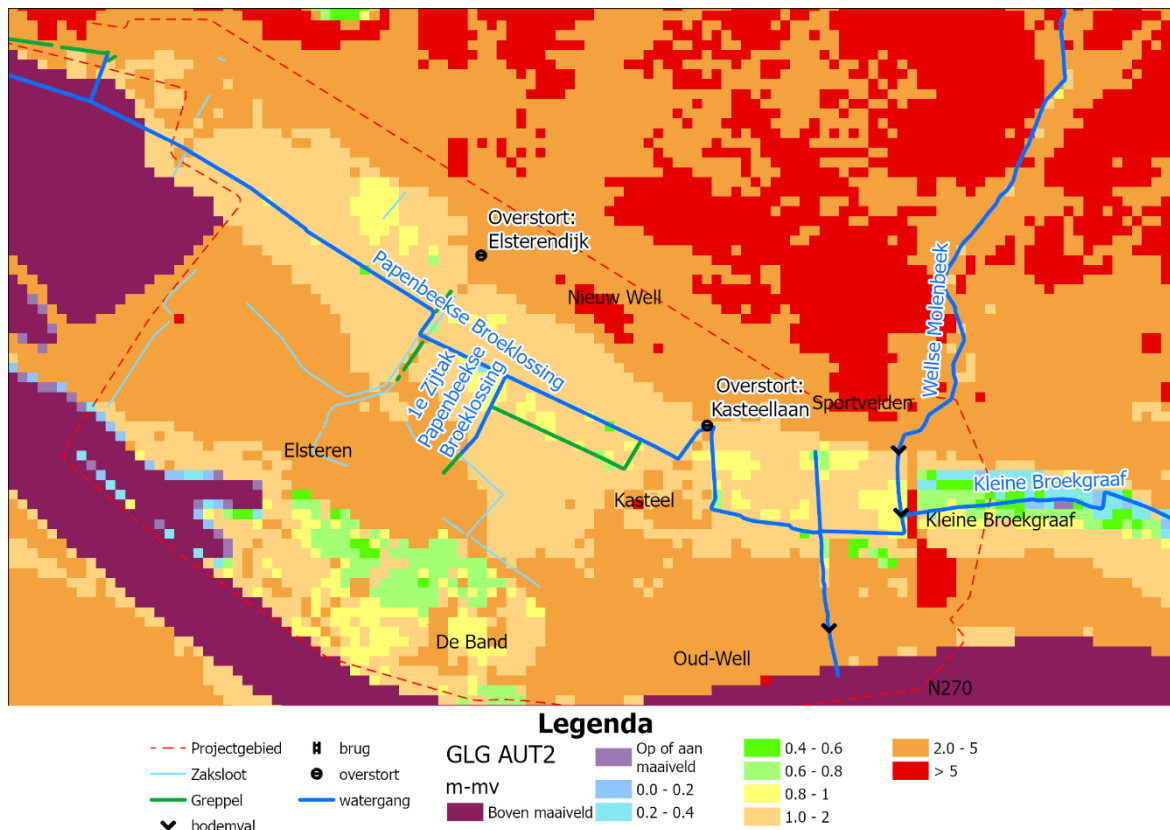 Overstort:
Elsterendijk
Papenbeekse Broeklossing
Nieuw Well
Wellse Molenbeek
1e Zijtak
Papenbeekse
Broeklossing
Overstort:
Kasteellaan
Sportvelden
Elsteren
Kasteel
Kleine Broekgraaf
Kleine Broekgraaf
De Band
Oud-Well
N270
Legenda
Projectgebied
Zaksloot
Greppel
bodemval
brug
overstort
watergang
GLG AUT2
m-mv
Boven maaiveld
Op of aan
maaiveld
0.0 - 0.2
0.2 - 0.4
0.4 - 0.6
0.6 - 0.8
0.8 - 1
1.0 - 2
2.0 - 5
> 5